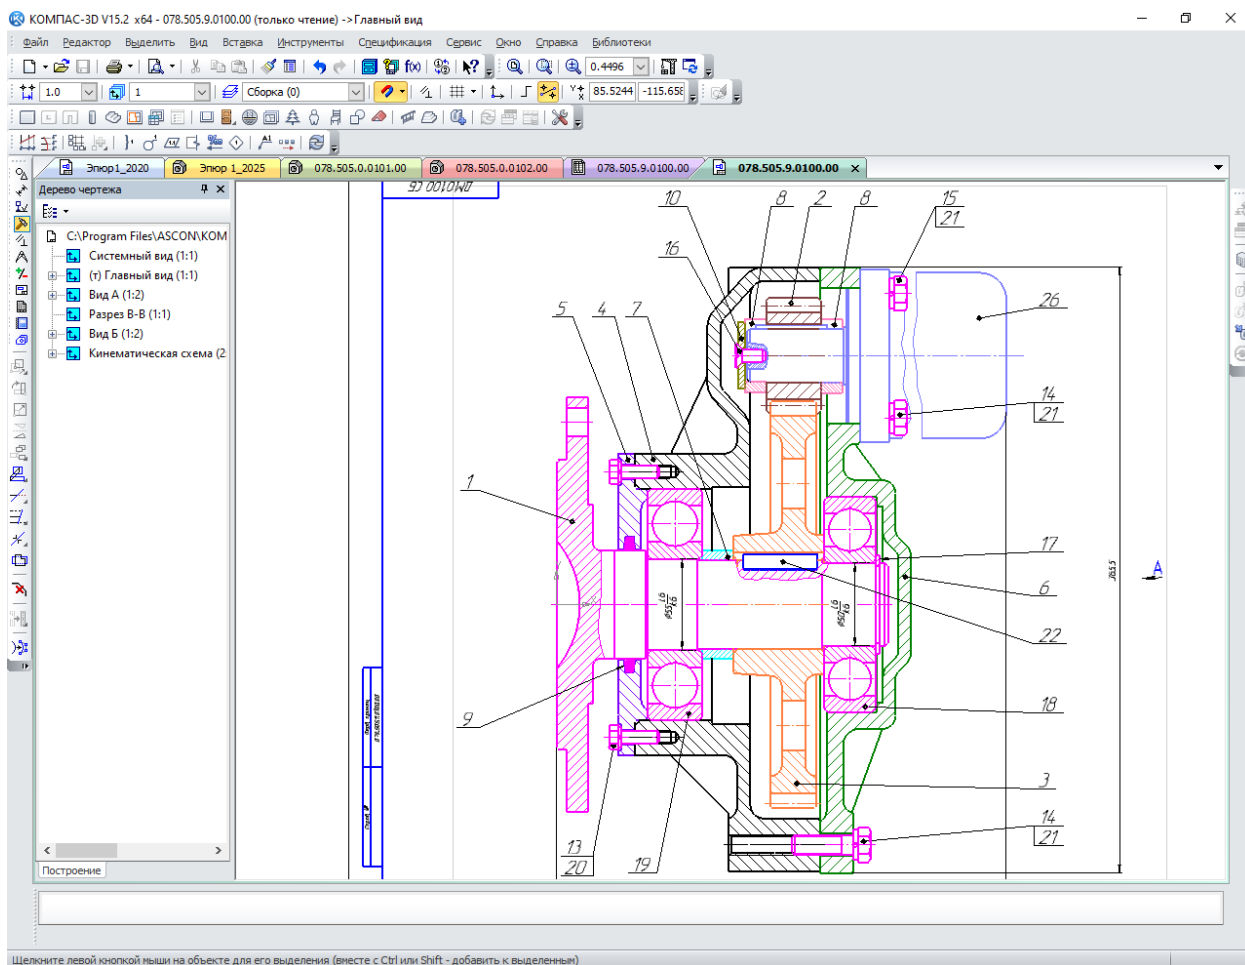 КОМПАС-3D V15.2 x64 - 078.505.9.0100.00 (только чтение) ->Главный вид
Файл Редактор Выделить Вид Вставка Инструменты Спецификация Сервис Окно Справка Библиотеки
0.4496
1.0 1 Сборка (0) 85.5244 -115.658
Эпюр1_2020 Эпюр 1_2025 078.505.0.0101.00 078.505.0.0102.00 078.505.9.0100.00 078.505.9.0100.00
Дерево чертежа
C:\Program Files\ASCON\KOM
Системный вид (1:1)
(т) Главный вид (1:1)
Вид А (1:2)
Разрез В-В (1:1)
Вид Б (1:2)
Кинематическая схема (2
Построение
10 8 2 8 15
21
16
5 4 7 26
14
21
1
17
А
6
22
9
18
3
14
21
13
20
19
Ø55 L6/k6
Ø50 L6/k6
Щелкните левой кнопкой мыши на объекте для его выделения (вместе с Ctrl или Shift - добавить к выделенным)